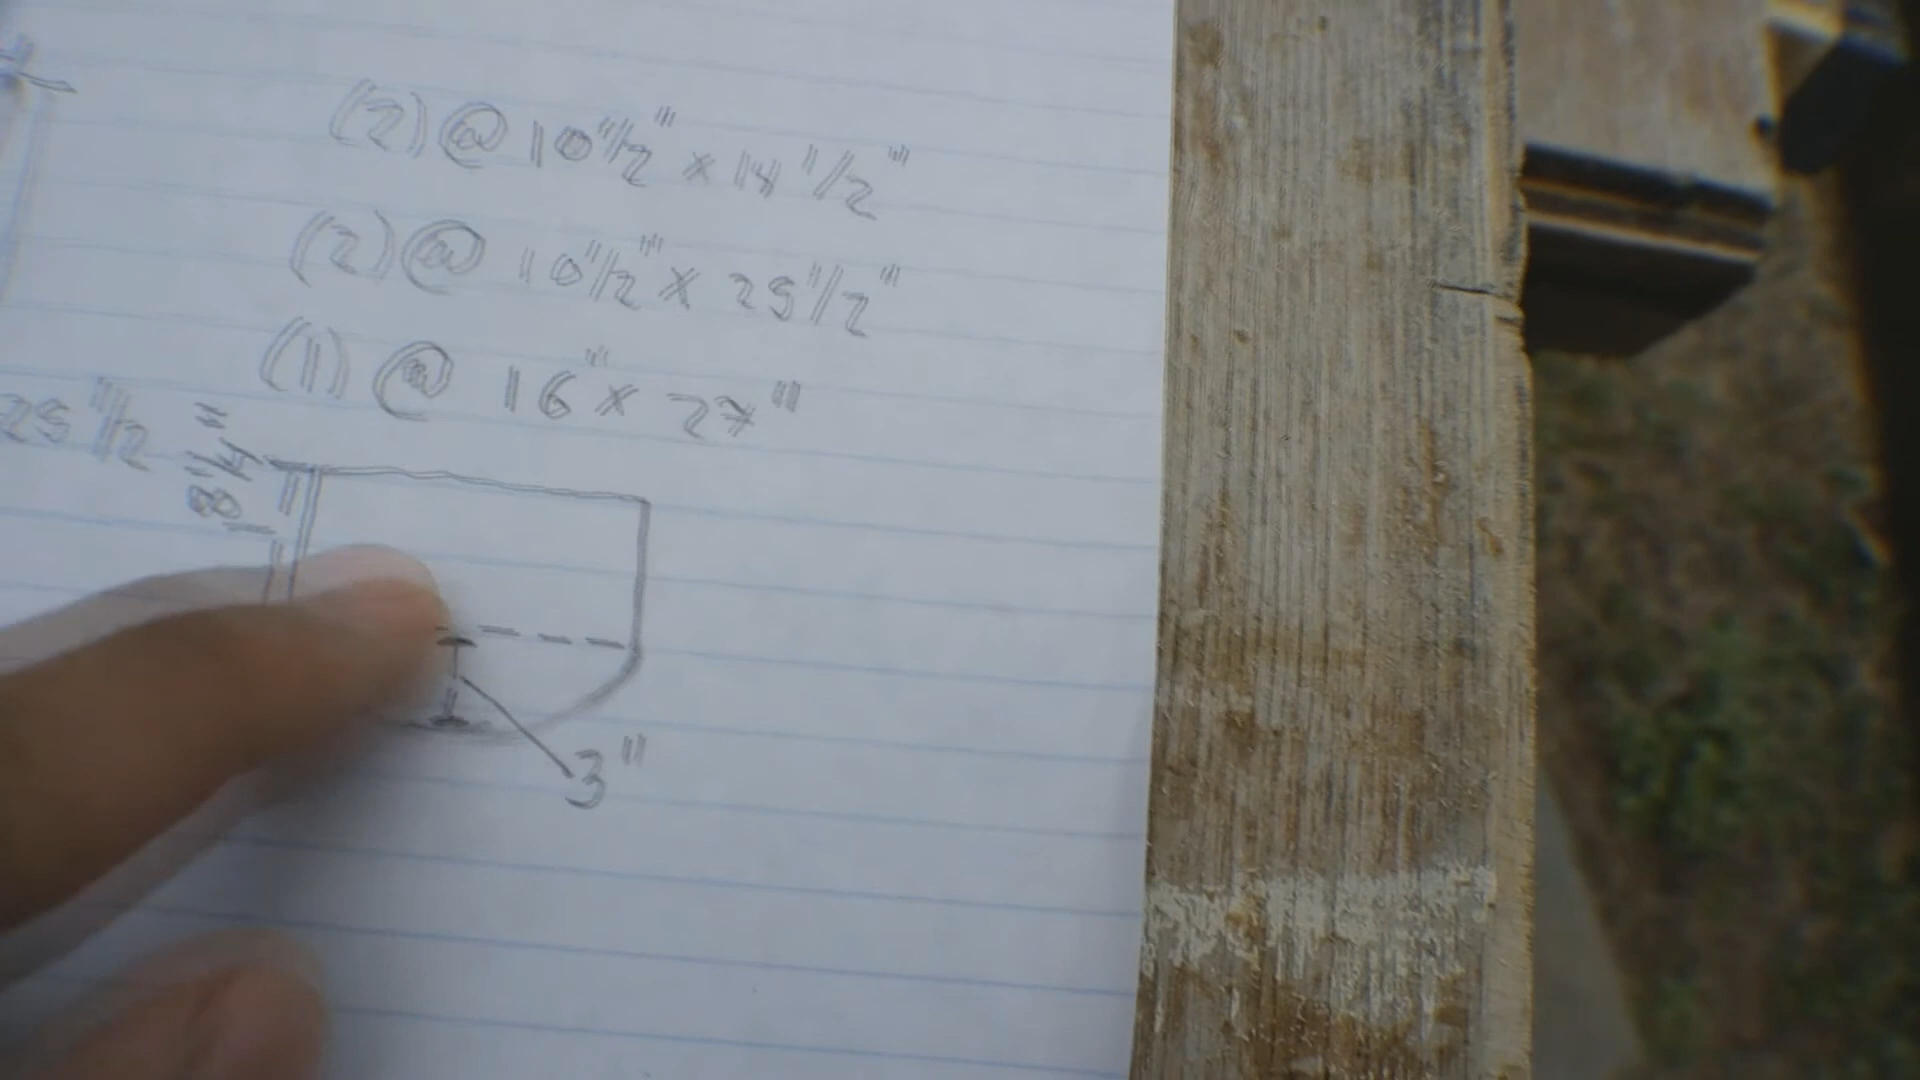 (2) @ 10"1/2" x 14"1/2"
(2) @ 10"1/2" x 25"1/2"
(1) @ 16" x 27"
25"1/2
8"1/4"
3"